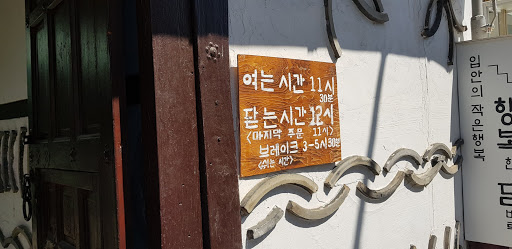 여는 시간 11시
30분
닫는 시간 12시
<마지막 주문 11시>
브레이크 3-5시30분
(쉬는 시간)
입안의 작은행복